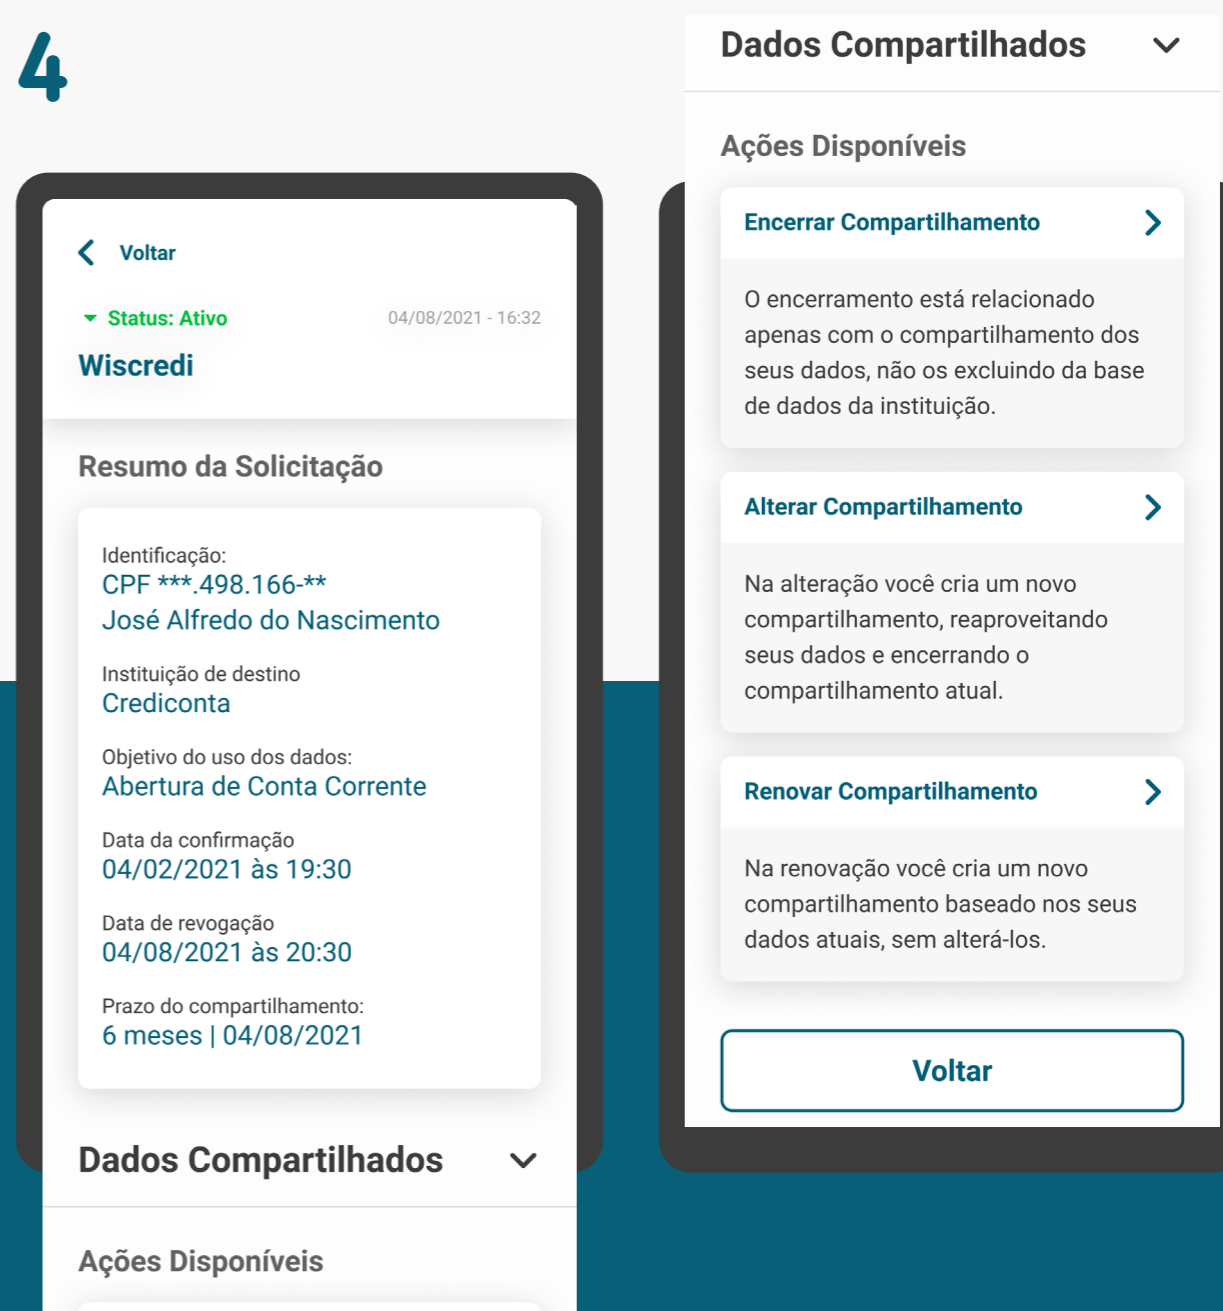 4
Voltar
Status: Ativo
04/08/2021 - 16:32
Wiscredi
Resumo da Solicitação
Identificação:
CPF ***.498.166-**
José Alfredo do Nascimento
Instituição de destino
Crediconta
Objetivo do uso dos dados:
Abertura de Conta Corrente
Data da confirmação
04/02/2021 às 19:30
Data de revogação
04/08/2021 às 20:30
Prazo do compartilhamento:
6 meses | 04/08/2021
Dados Compartilhados
Ações Disponíveis
Dados Compartilhados
Ações Disponíveis
Encerrar Compartilhamento
O encerramento está relacionado
apenas com o compartilhamento dos
seus dados, não os excluindo da base
de dados da instituição.
Alterar Compartilhamento
Na alteração você cria um novo
compartilhamento, reaproveitando
seus dados e encerrando o
compartilhamento atual.
Renovar Compartilhamento
Na renovação você cria um novo
compartilhamento baseado nos seus
dados atuais, sem alterá-los.
Voltar